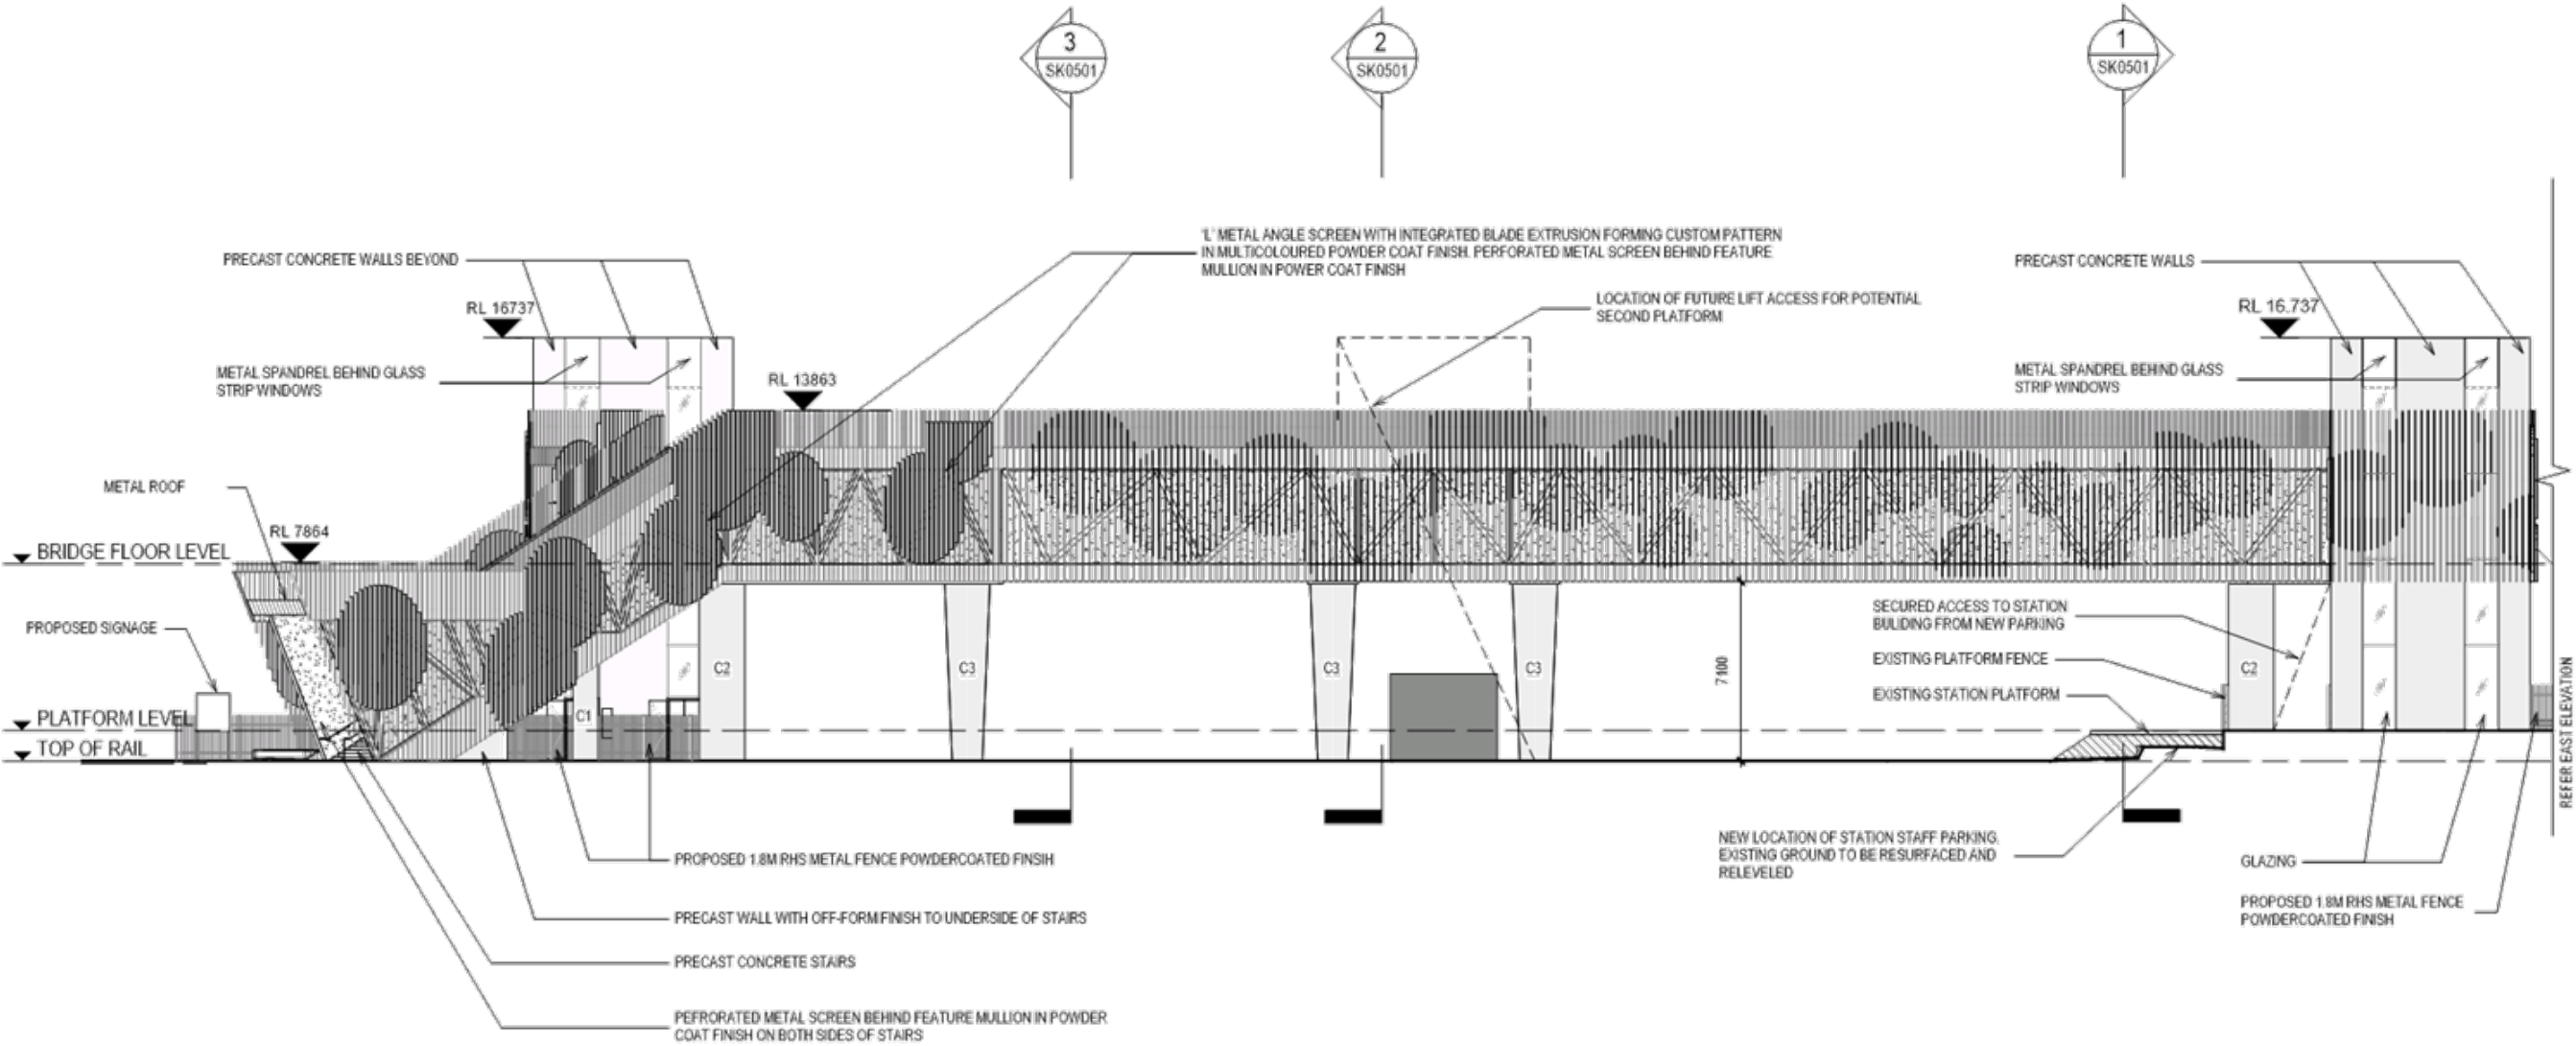 3
SK0501
2
SK0501
1
SK0501
'L' METAL ANGLE SCREEN WITH INTEGRATED BLADE EXTRUSION FORMING CUSTOM PATTERN
IN MULTICOLOURED POWDER COAT FINISH. PERFORATED METAL SCREEN BEHIND FEATURE
MULLION IN POWER COAT FINISH
PRECAST CONCRETE WALLS BEYOND
PRECAST CONCRETE WALLS
RL 16737
LOCATION OF FUTURE LIFT ACCESS FOR POTENTIAL
SECOND PLATFORM
RL 16.737
METAL SPANDREL BEHIND GLASS
STRIP WINDOWS
RL 13863
METAL SPANDREL BEHIND GLASS
STRIP WINDOWS
METAL ROOF
RL 7864
BRIDGE FLOOR LEVEL
PROPOSED SIGNAGE
SECURED ACCESS TO STATION
BULIDING FROM NEW PARKING
EXISTING PLATFORM FENCE
EXISTING STATION PLATFORM
C2
C3
C3
C3
7100
C2
C1
PLATFORM LEVEL
TOP OF RAIL
REFER EAST ELEVATION
NEW LOCATION OF STATION STAFF PARKING.
EXISTING GROUND TO BE RESURFACED AND
RELEVELED
PROPOSED 1.8M RHS METAL FENCE POWDERCOATED FINSIH
GLAZING
PROPOSED 1.8M RHS METAL FENCE
POWDERCOATED FINISH
PRECAST WALL WITH OFF-FORM FINISH TO UNDERSIDE OF STAIRS
PRECAST CONCRETE STAIRS
PEFRORATED METAL SCREEN BEHIND FEATURE MULLION IN POWDER
COAT FINISH ON BOTH SIDES OF STAIRS